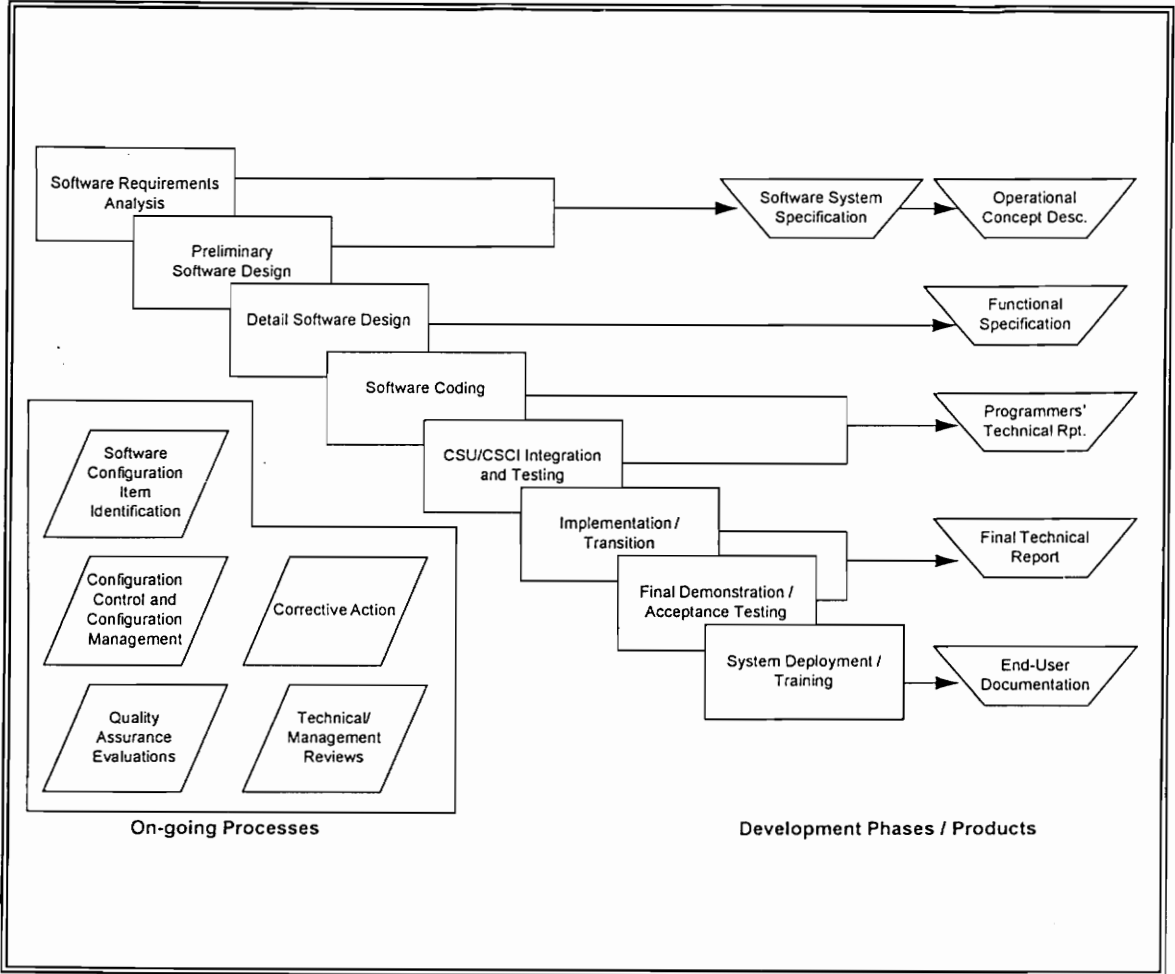 Software Requirements
Analysis
Preliminary
Software Design
Detail Software Design
Software Coding
CSU/CSCI Integration
and Testing
Implementation /
Transition
Final Demonstration /
Acceptance Testing
System Deployment /
Training
Software System
Specification
Operational
Concept Desc.
Functional
Specification
Programmers'
Technical Rpt.
Final Technical
Report
End-User
Documentation
Software
Configuration
Item
Identification
Configuration
Control and
Configuration
Management
Corrective Action
Quality
Assurance
Evaluations
Technical/
Management
Reviews
On-going Processes
Development Phases / Products